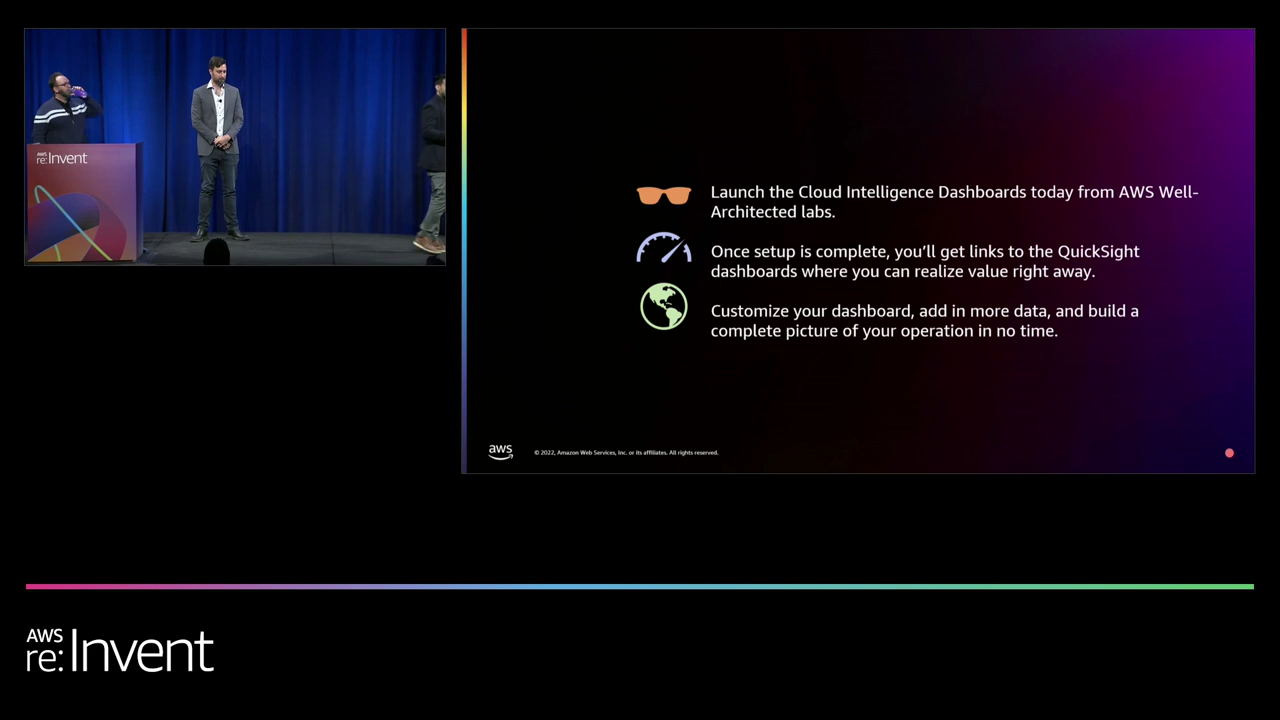 AWS
re:Invent
Launch the Cloud Intelligence Dashboards today from AWS Well-
Architected labs.
Once setup is complete, you’ll get links to the QuickSight
dashboards where you can realize value right away.
Customize your dashboard, add in more data, and build a
complete picture of your operation in no time.
aws
© 2022, Amazon Web Services, Inc. or its affiliates. All rights reserved.
AWS
re:Invent